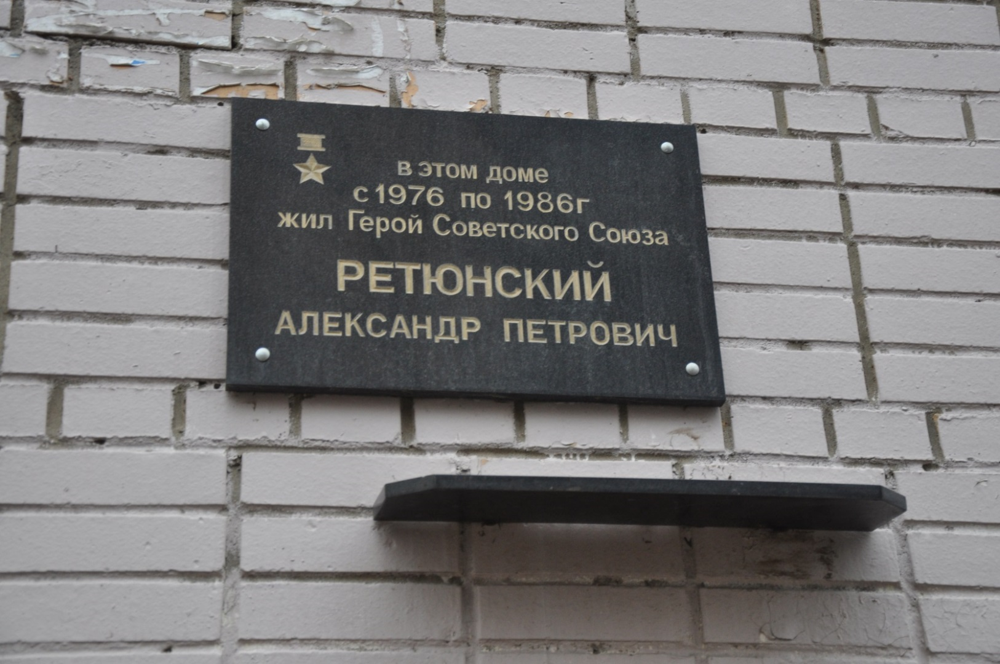 в этом доме
с 1976 по 1986г
жил Герой Советского Союза
РЕТЮНСКИЙ
АЛЕКСАНДР ПЕТРОВИЧ